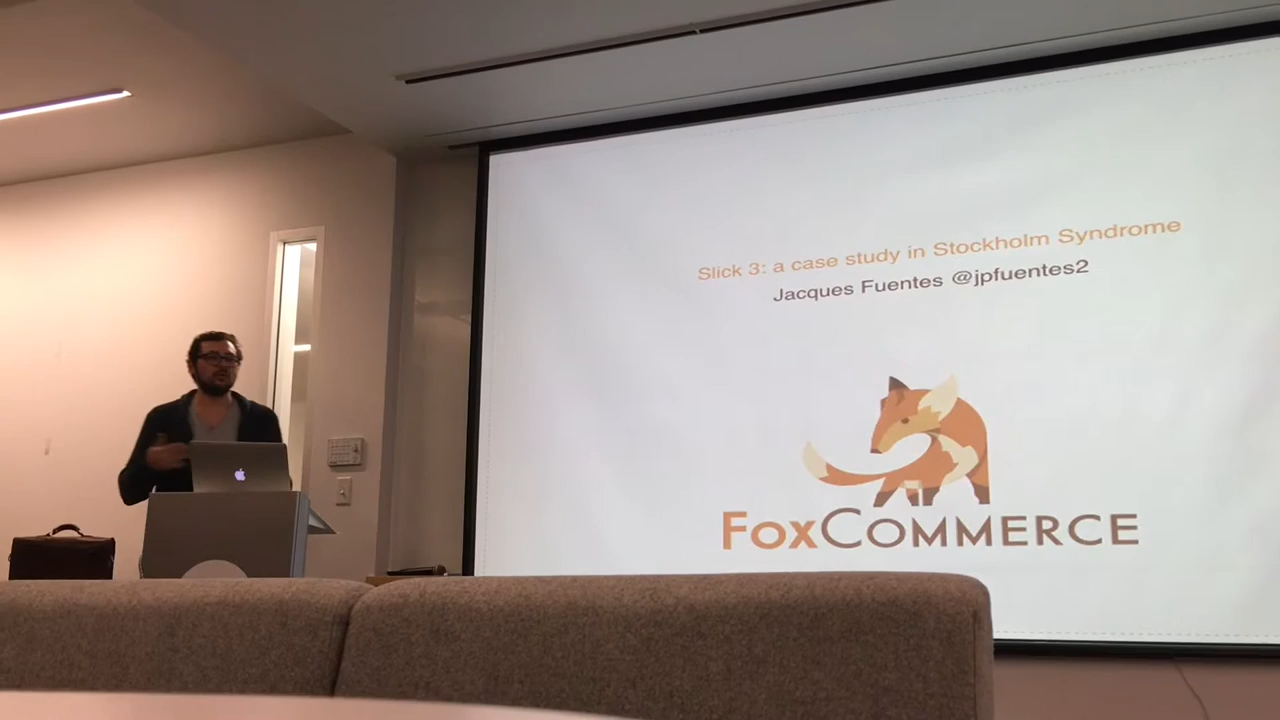 Slick 3: a case study in Stockholm Syndrome
Jacques Fuentes @jpfuentes2
FOXCOMMERCE